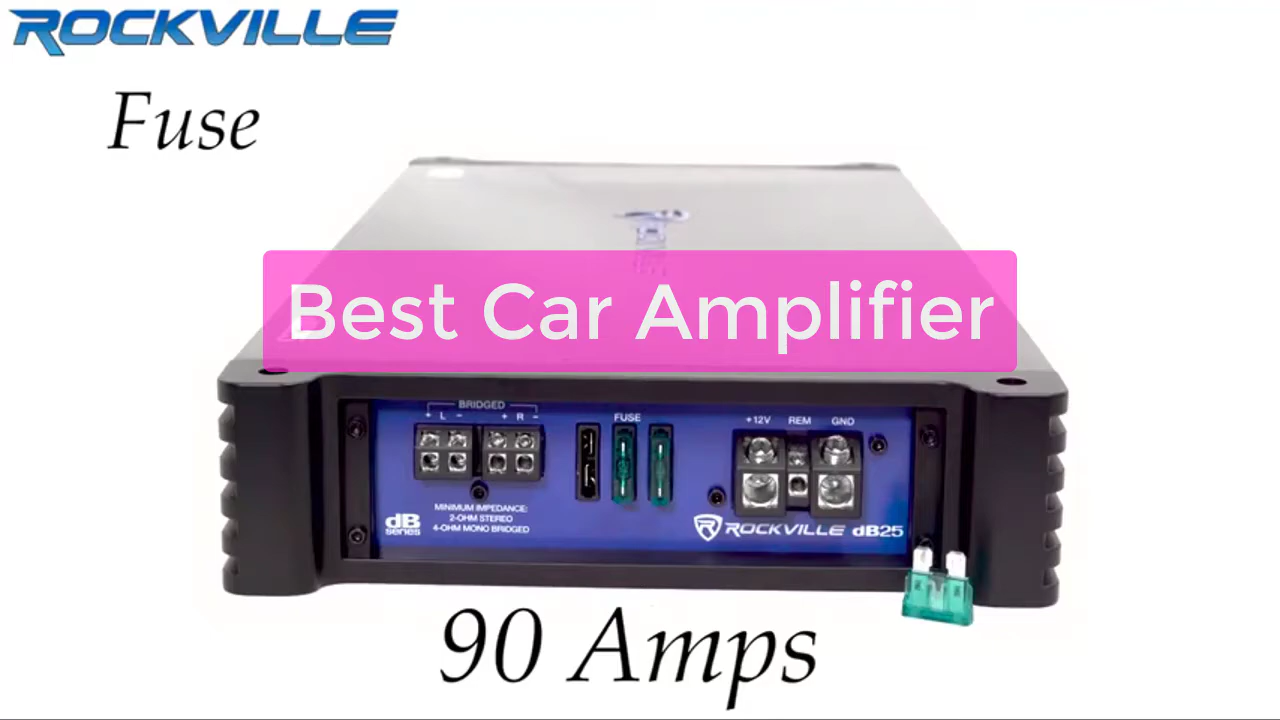 ROCKVILLE
Fuse
Best Car Amplifier
BRIDGED
+ L - + R -
FUSE
+12V REM GND
MINIMUM IMPEDANCE:
2-OHM STEREO
4-OHM MONO BRIDGED
dB
series
ROCKVILLE dB25
90 Amps